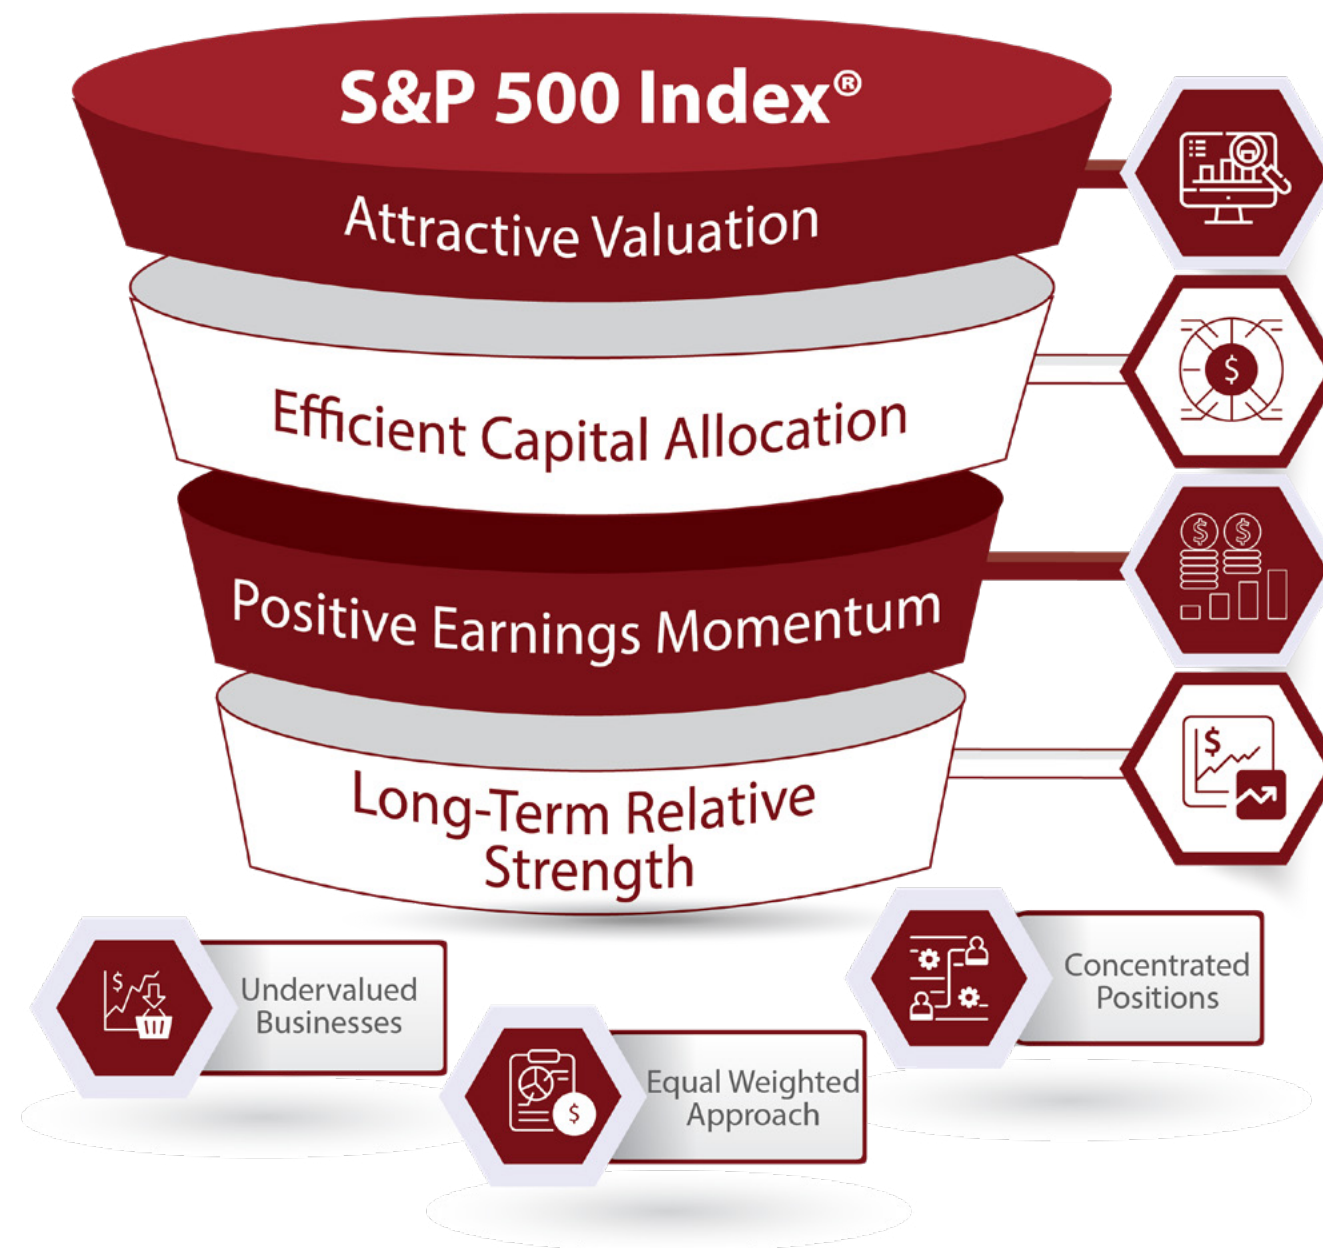 S&P 500 Index®
Attractive Valuation
Efficient Capital Allocation
$
Positive Earnings Momentum
$ $
Long-Term Relative
Strength
$
$
Undervalued
Businesses
Concentrated
Positions
$
Equal Weighted
Approach